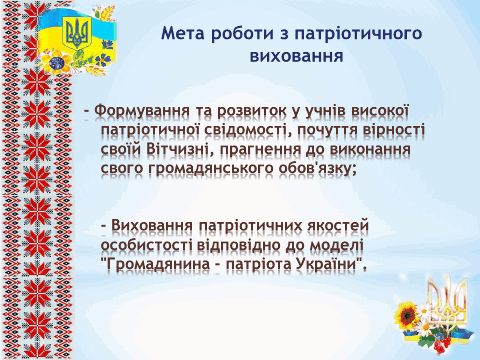 Мета роботи з патріотичного
виховання
- Формування та розвиток у учнів високої
патріотичної свідомості, почуття вірності
своїй Вітчизні, прагнення до виконання
свого громадянського обов'язку;
- Виховання патріотичних якостей
особистості відповідно до моделі
"Громадянина - патріота України".